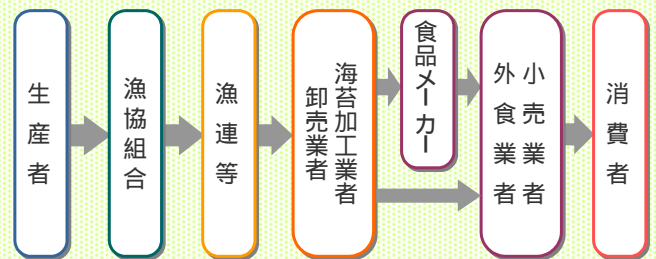 生産者
漁協組合
漁連等
海苔加工業者
卸売業者
食品メーカー
小売業者
外食業者
消費者